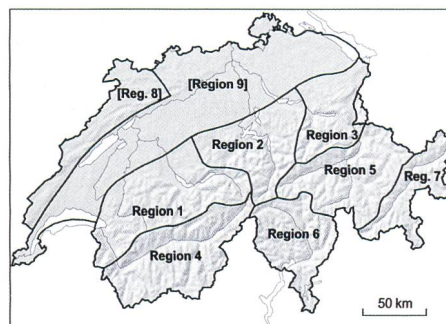 [Reg. 8]
[Region 9]
Region 2
Region 3
Region 5
Reg. 7
Region 1
Region 6
Region 4
50 km